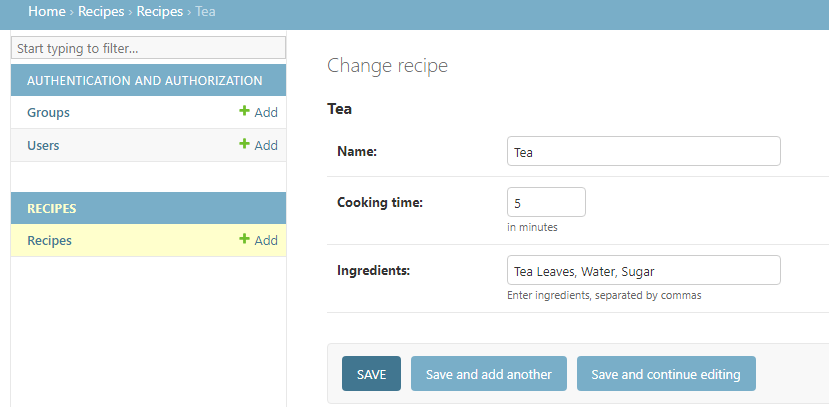 Home › Recipes › Recipes › Tea
Start typing to filter...
AUTHENTICATION AND AUTHORIZATION
Groups + Add
Users + Add
RECIPES
Recipes + Add
Change recipe
Tea
Name: Tea
Cooking time: 5
in minutes
Ingredients: Tea Leaves, Water, Sugar
Enter ingredients, separated by commas
SAVE Save and add another Save and continue editing